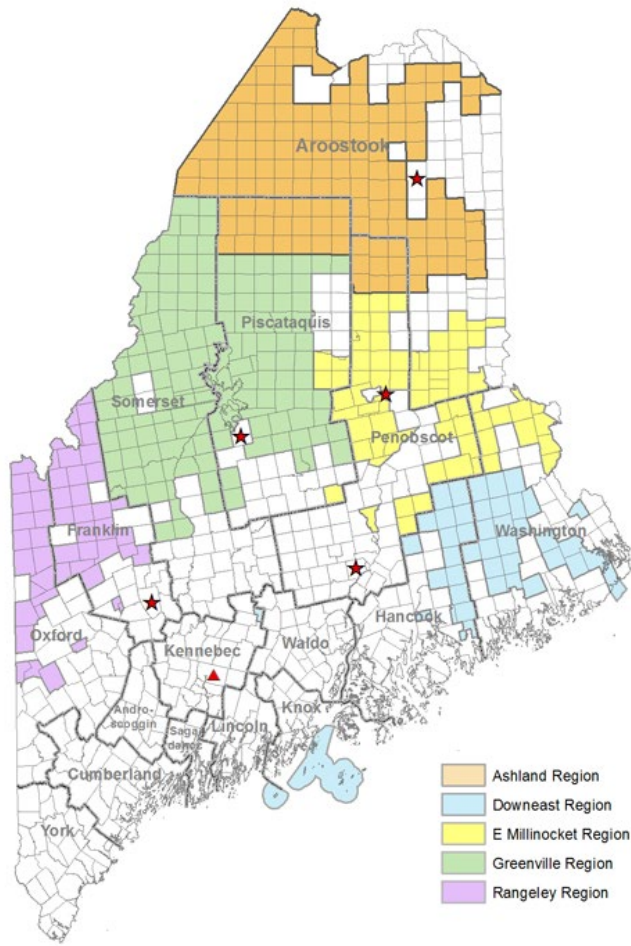 Aroostook
Piscataquis
Somerset
Penobscot
Franklin
Washington
Oxford
Hancock
Kennebec
Waldo
Andro-
scoggin
Saga
dahoc
Lincoln
Knox
Cumberland
York
Ashland Region
Downeast Region
E Millinocket Region
Greenville Region
Rangeley Region